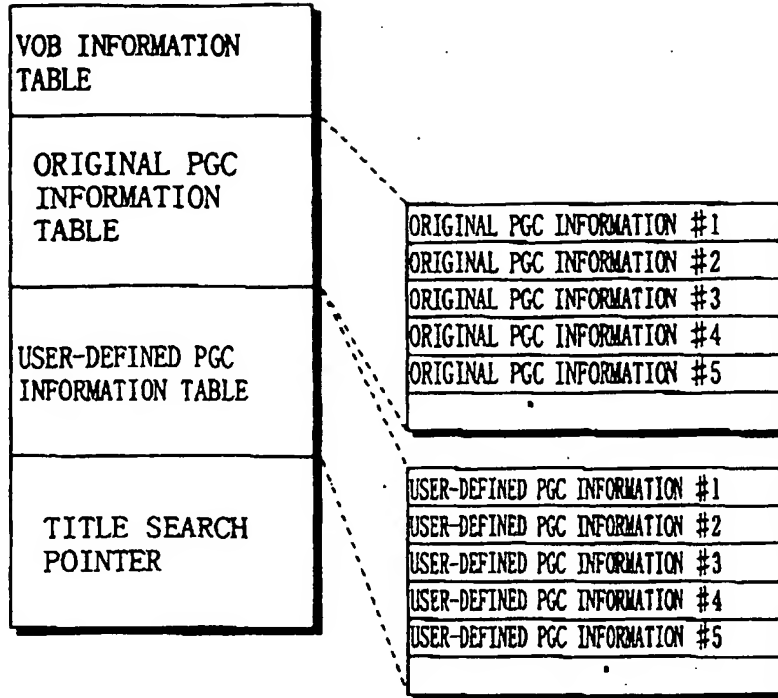 VOB INFORMATION
TABLE
ORIGINAL PGC
INFORMATION
TABLE
USER-DEFINED PGC
INFORMATION TABLE
TITLE SEARCH
POINTER
ORIGINAL PGC INFORMATION #1
ORIGINAL PGC INFORMATION #2
ORIGINAL PGC INFORMATION #3
ORIGINAL PGC INFORMATION #4
ORIGINAL PGC INFORMATION #5
USER-DEFINED PGC INFORMATION #1
USER-DEFINED PGC INFORMATION #2
USER-DEFINED PGC INFORMATION #3
USER-DEFINED PGC INFORMATION #4
USER-DEFINED PGC INFORMATION #5